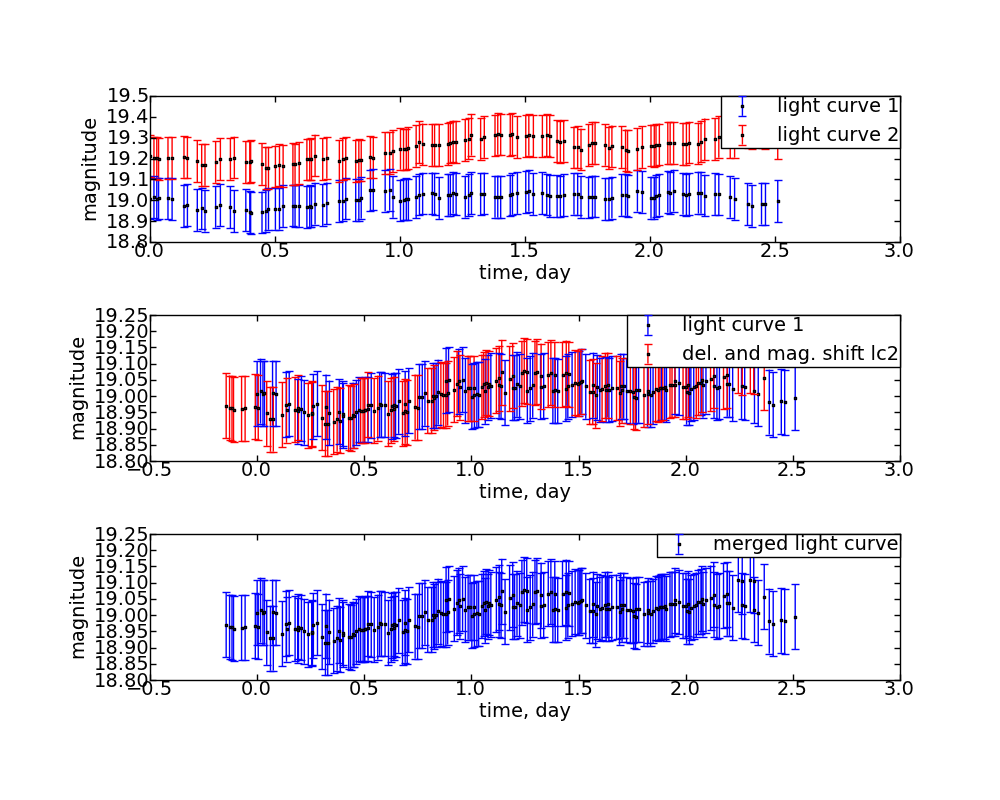 19.5
19.4
19.3
19.2
19.1
19.0
18.9
18.8
magnitude
light curve 1
light curve 2
0.0 0.5 1.0 1.5 2.0 2.5 3.0
time, day
19.25
19.20
19.15
19.10
19.05
19.00
18.95
18.90
18.85
18.80
magnitude
light curve 1
del. and mag. shift lc2
−0.5 0.0 0.5 1.0 1.5 2.0 2.5 3.0
time, day
19.25
19.20
19.15
19.10
19.05
19.00
18.95
18.90
18.85
18.80
magnitude
merged light curve
−0.5 0.0 0.5 1.0 1.5 2.0 2.5 3.0
time, day